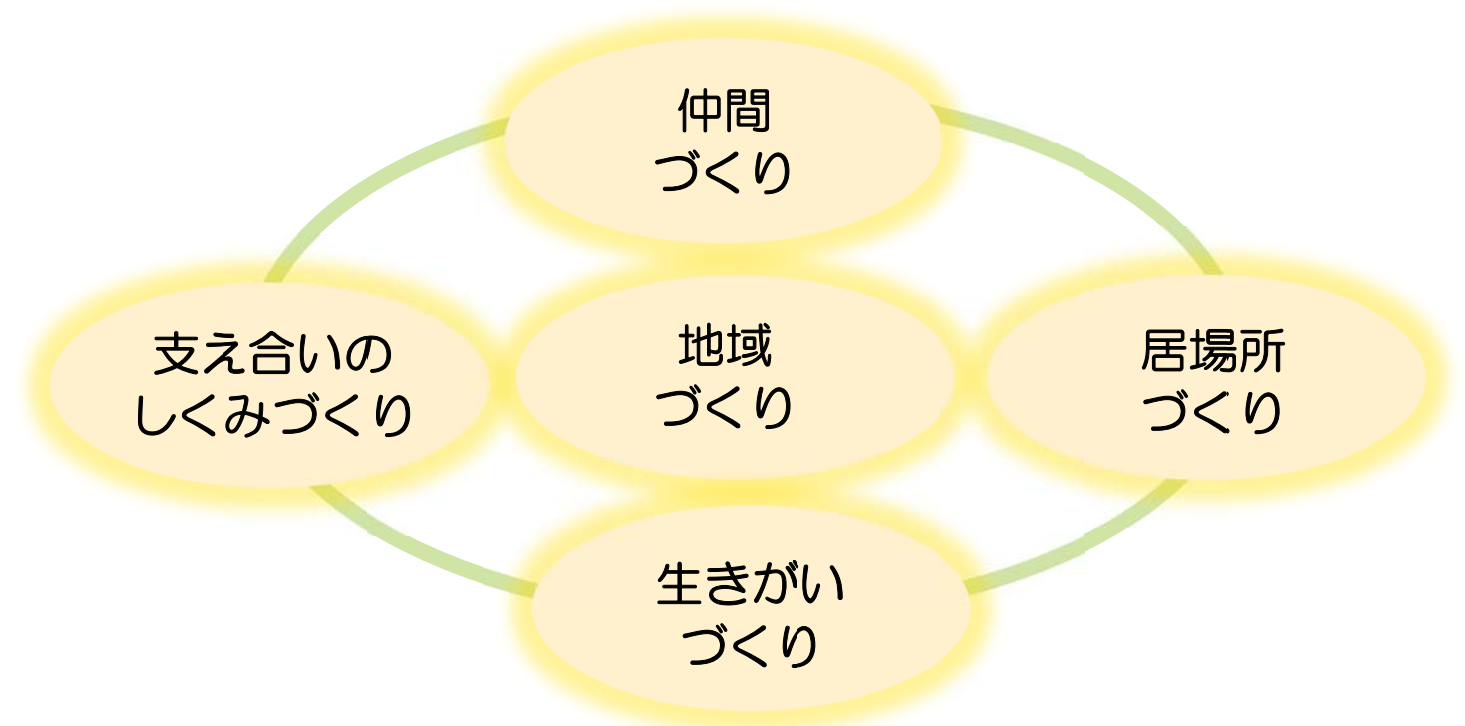 仲間
づくり
支え合いの
しくみづくり
地域
づくり
居場所
づくり
生きがい
づくり